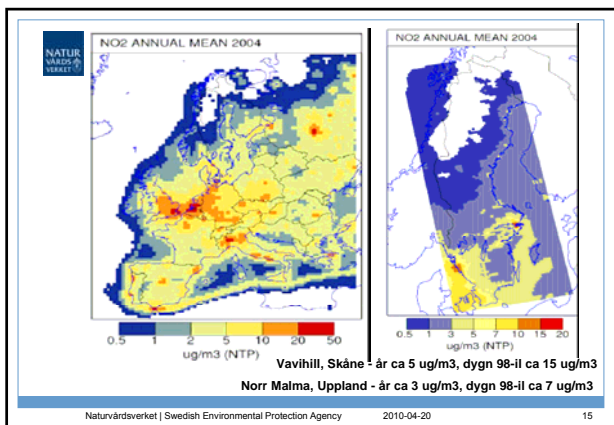 NATUR
VÅRDS
VERKET
NO2 ANNUAL MEAN 2004
0.5 1 2 5 10 20 50
ug/m3 (NTP)
NO2 ANNUAL MEAN 2004
0.5 1 3 5 7 10 15 20
ug/m3 (NTP)
Vavihill, Skåne - år ca 5 ug/m3, dygn 98-il ca 15 ug/m3
Norr Malma, Uppland - år ca 3 ug/m3, dygn 98-il ca 7 ug/m3
Naturvårdsverket | Swedish Environmental Protection Agency 2010-04-20 15